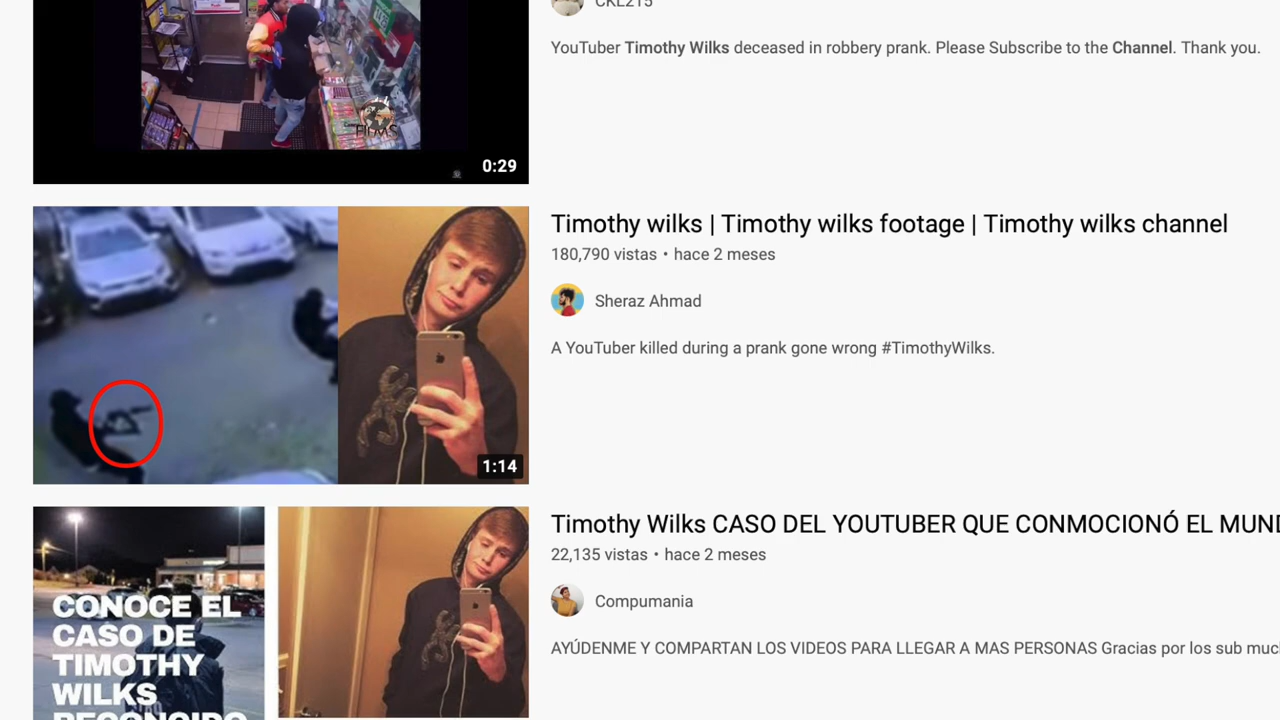 CKL215
YouTuber Timothy Wilks deceased in robbery prank. Please Subscribe to the Channel. Thank you.
FILMS
0:29
Timothy wilks | Timothy wilks footage | Timothy wilks channel
180,790 vistas • hace 2 meses
Sheraz Ahmad
A YouTuber killed during a prank gone wrong #TimothyWilks.
1:14
Timothy Wilks CASO DEL YOUTUBER QUE CONMOCIONÓ EL MUND
22,135 vistas • hace 2 meses
Compumania
AYÚDENME Y COMPARTAN LOS VIDEOS PARA LLEGAR A MAS PERSONAS Gracias por los sub muc
CONOCE EL
CASO DE
TIMOTHY
WILKS